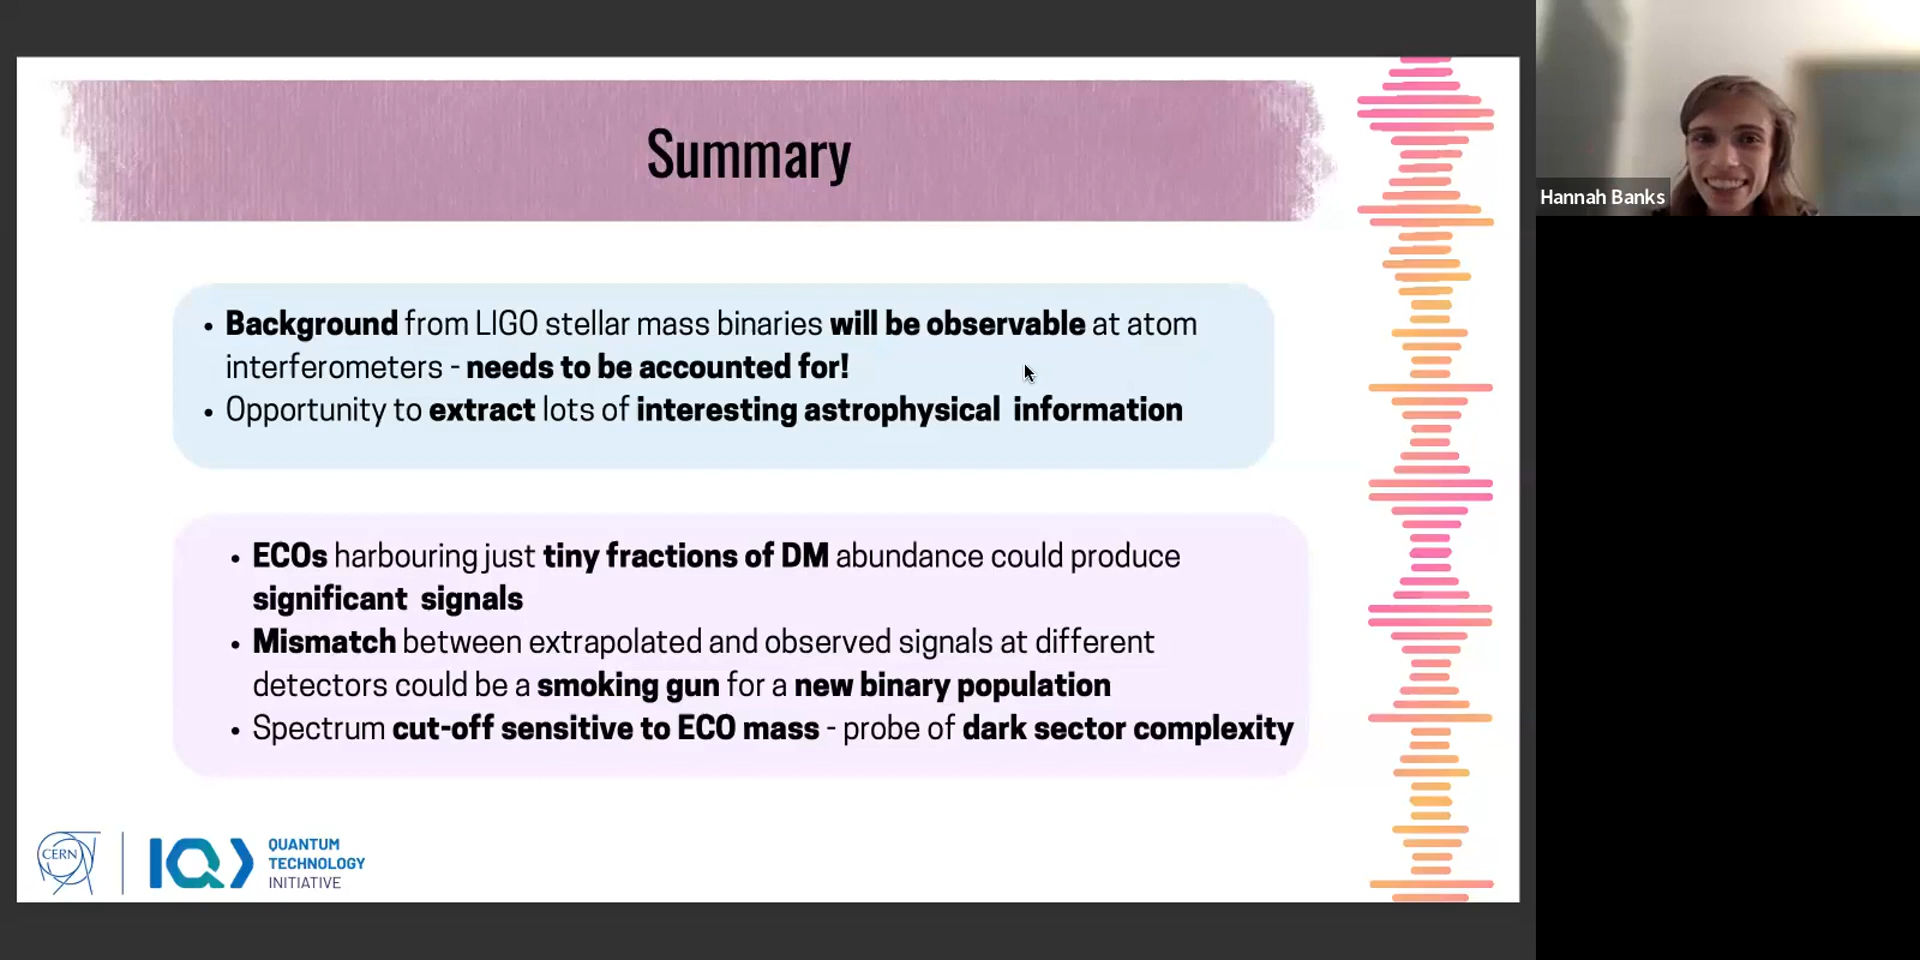 Summary
• Background from LIGO stellar mass binaries will be observable at atom
interferometers - needs to be accounted for!
• Opportunity to extract lots of interesting astrophysical information
• ECOs harbouring just tiny fractions of DM abundance could produce
significant signals
• Mismatch between extrapolated and observed signals at different
detectors could be a smoking gun for a new binary population
• Spectrum cut-off sensitive to ECO mass - probe of dark sector complexity
CERN
QUANTUM
TECHNOLOGY
INITIATIVE
Hannah Banks